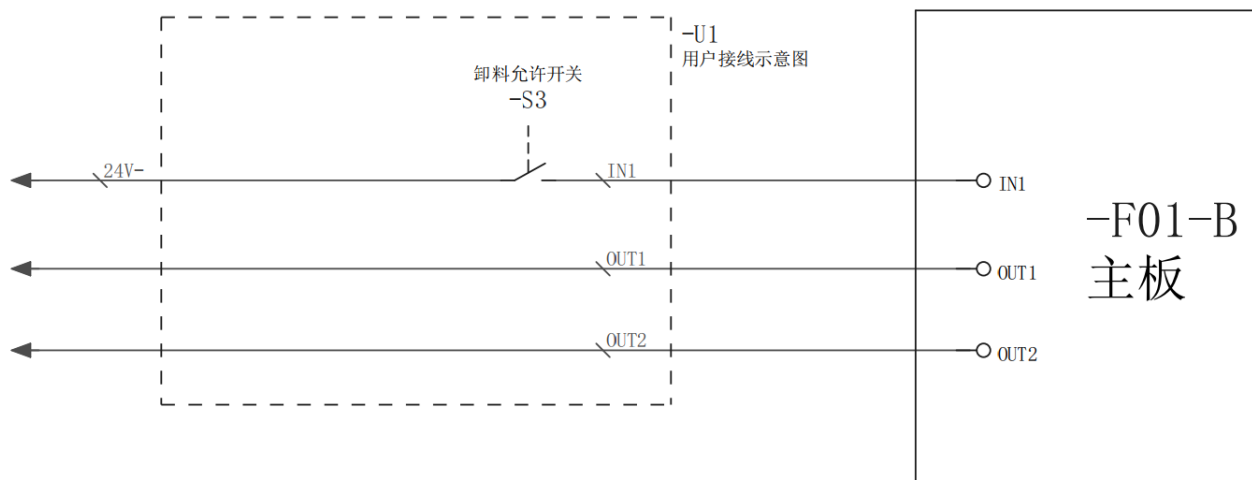 -U1
用户接线示意图
卸料允许开关
-S3
24V-
IN1
IN1
-F01-B
主板
OUT1
OUT1
OUT2
OUT2